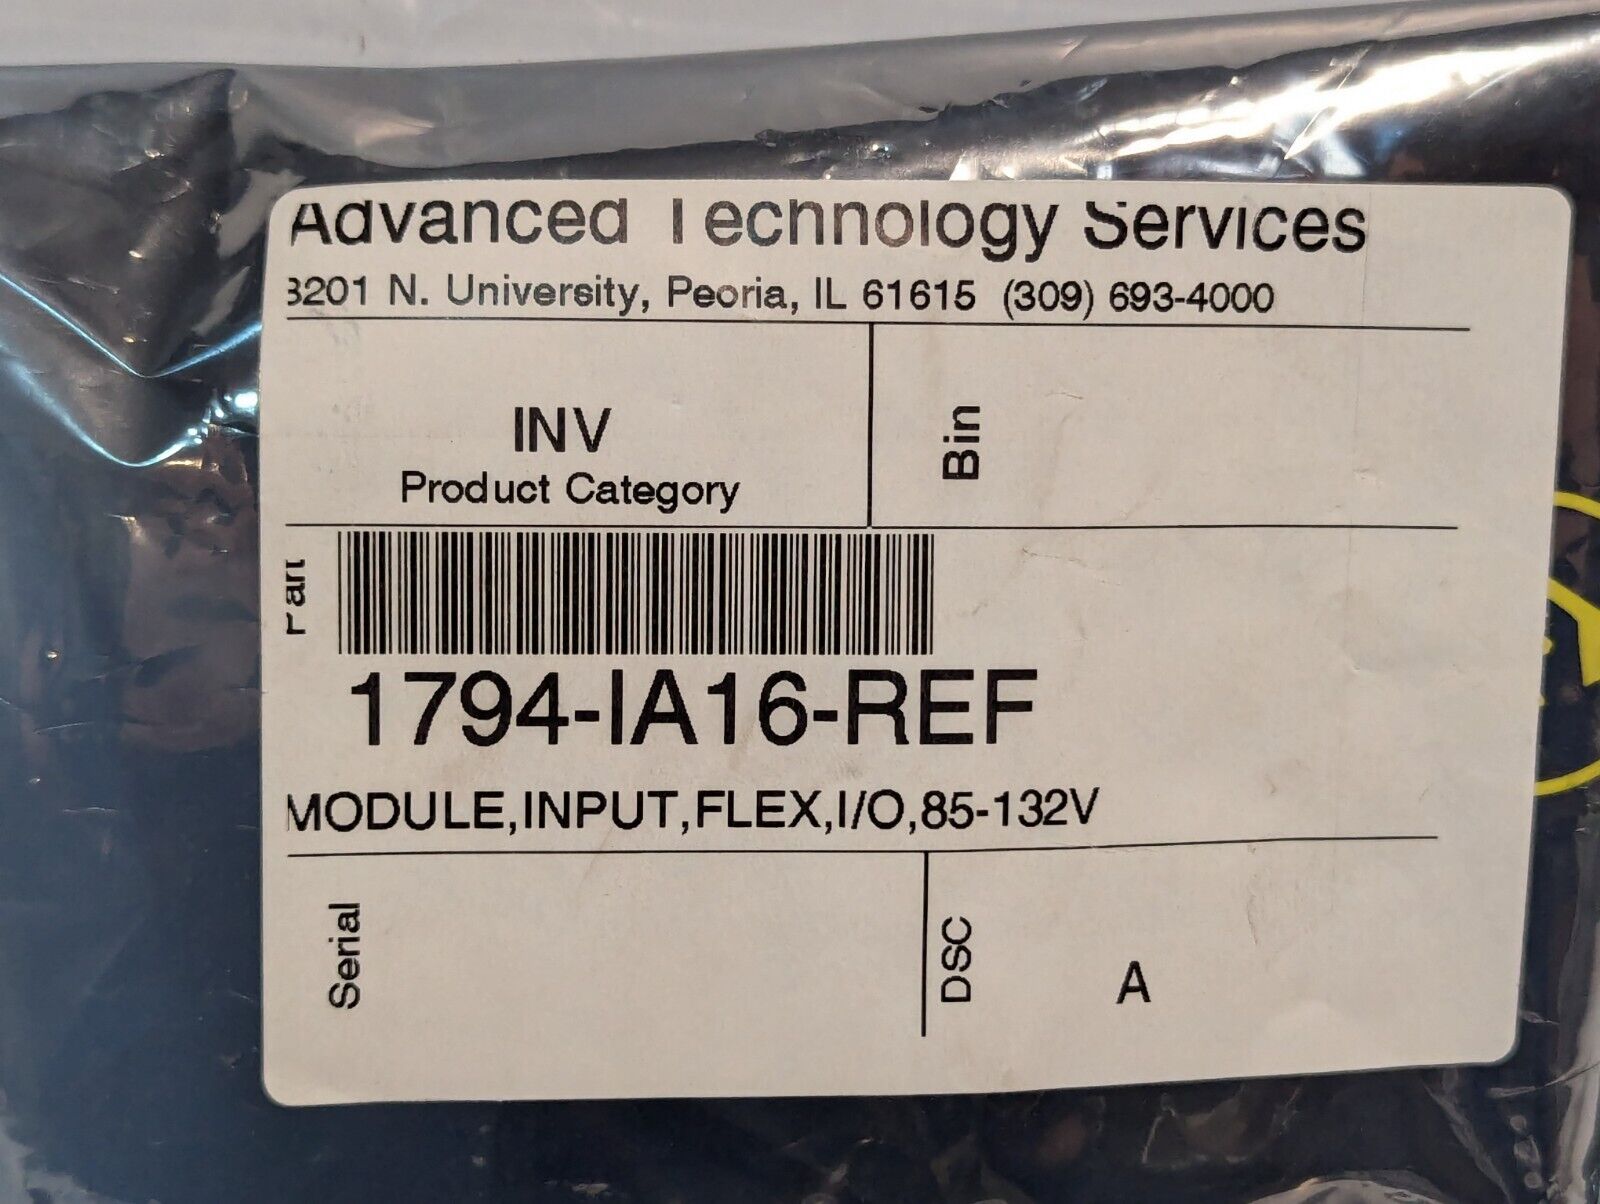 Advanced Technology Services
3201 N. University, Peoria, IL 61615 (309) 693-4000
INV
Product Category
Bin
Part
1794-IA16-REF
MODULE,INPUT,FLEX,I/O,85-132V
Serial
DSC
A